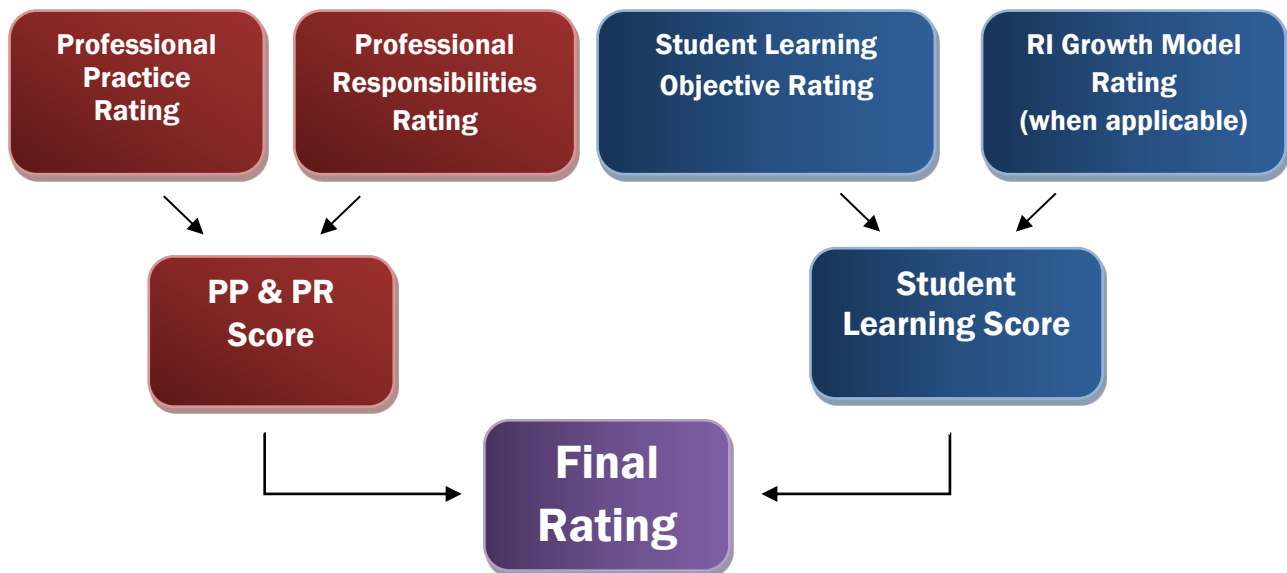 Professional
Practice
Rating
Professional
Responsibilities
Rating
Student Learning
Objective Rating
RI Growth Model
Rating
(when applicable)
PP & PR
Score
Student
Learning Score
Final
Rating